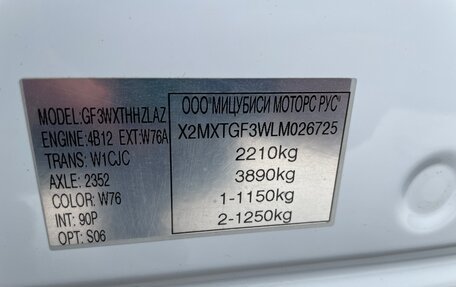 MODEL: GF3WXTHHZLAZ
ENGINE: 4B12 EXT: W76A
TRANS: W1CJC
AXLE: 2352
COLOR: W76
INT: 90P
OPT: S06
ООО"МИЦУБИСИ МОТОРС РУС"
X2MXTGF3WLM026725
2210kg
3890kg
1-1150kg
2-1250kg